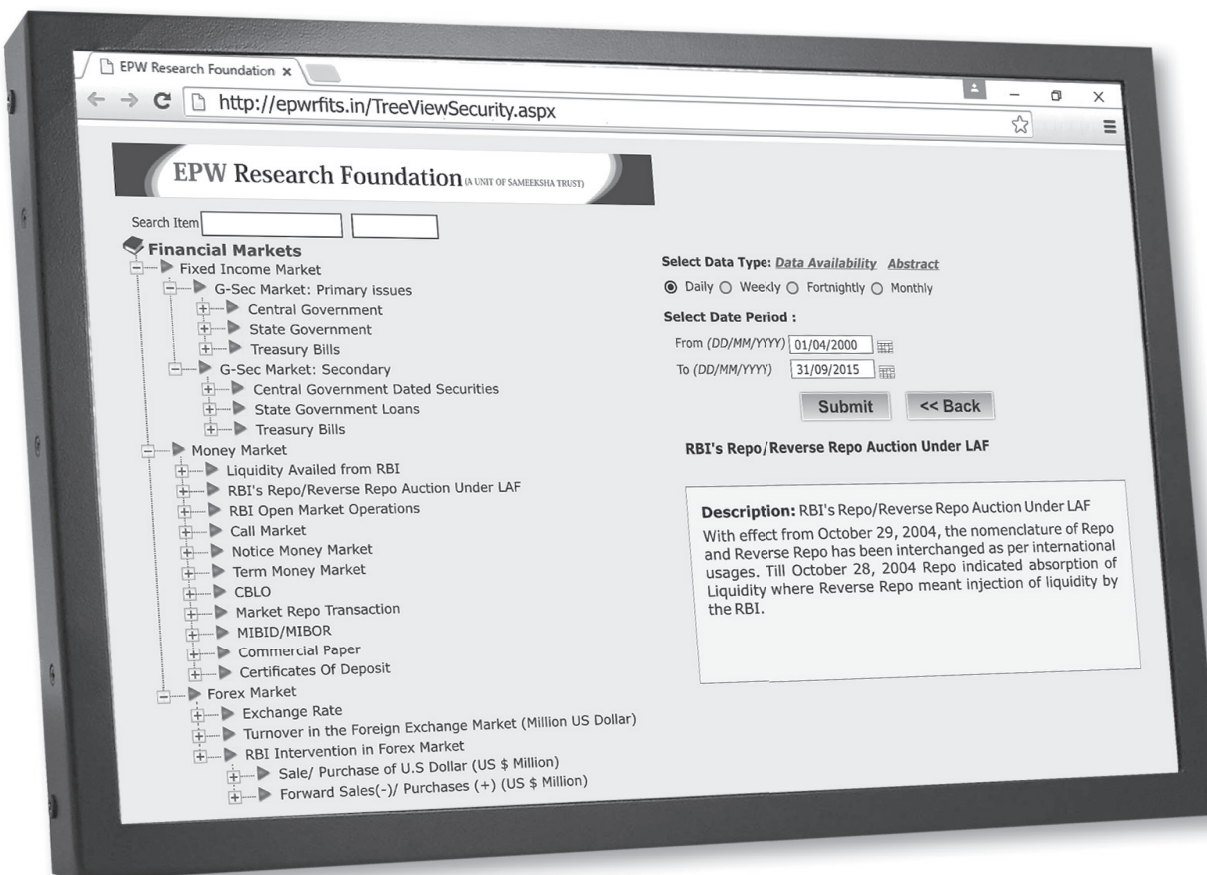 EPW Research Foundation ×
http://epwrfits.in/TreeViewSecurity.aspx
EPW Research Foundation (A UNIT OF SAMEEKSHA TRUST)
Search Item
Financial Markets
Fixed Income Market
G-Sec Market: Primary issues
Central Government
State Government
Treasury Bills
G-Sec Market: Secondary
Central Government Dated Securities
State Government Loans
Treasury Bills
Money Market
Liquidity Availed from RBI
RBI's Repo/Reverse Repo Auction Under LAF
RBI Open Market Operations
Call Market
Notice Money Market
Term Money Market
CBLO
Market Repo Transaction
MIBID/MIBOR
Commercial Paper
Certificates Of Deposit
Forex Market
Exchange Rate
Turnover in the Foreign Exchange Market (Million US Dollar)
RBI Intervention in Forex Market
Sale/ Purchase of U.S Dollar (US $ Million)
Forward Sales(-)/ Purchases (+) (US $ Million)
Select Data Type: Data Availability Abstract
Daily Weekly Fortnightly Monthly
Select Date Period :
From (DD/MM/YYYY) 01/04/2000
To (DD/MM/YYYY) 31/09/2015
Submit << Back
RBI's Repo/Reverse Repo Auction Under LAF
Description: RBI's Repo/Reverse Repo Auction Under LAF
With effect from October 29, 2004, the nomenclature of Repo
and Reverse Repo has been interchanged as per international
usages. Till October 28, 2004 Repo indicated absorption of
Liquidity where Reverse Repo meant injection of liquidity by
the RBI.